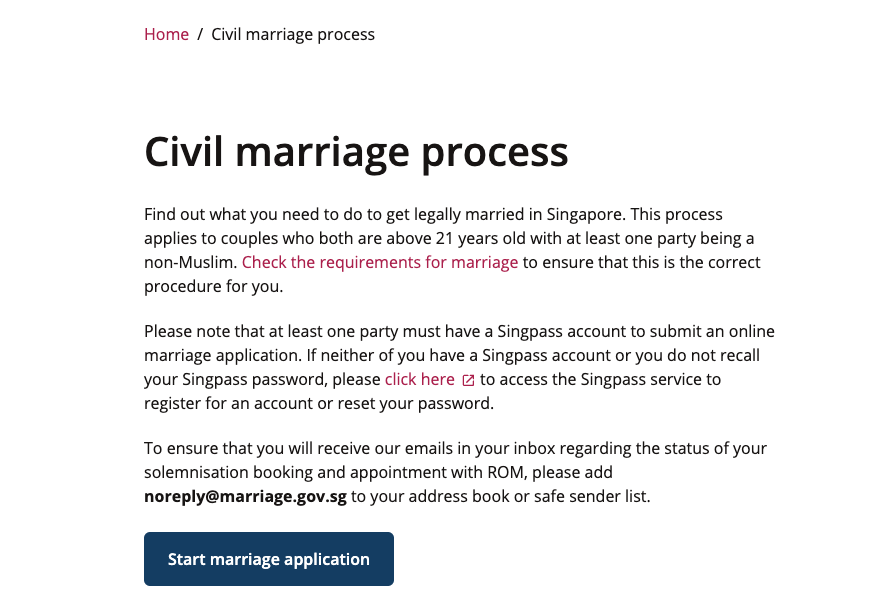 Home / Civil marriage process
Civil marriage process
Find out what you need to do to get legally married in Singapore. This process
applies to couples who both are above 21 years old with at least one party being a
non-Muslim. Check the requirements for marriage to ensure that this is the correct
procedure for you.
Please note that at least one party must have a Singpass account to submit an online
marriage application. If neither of you have a Singpass account or you do not recall
your Singpass password, please click here to access the Singpass service to
register for an account or reset your password.
To ensure that you will receive our emails in your inbox regarding the status of your
solemnisation booking and appointment with ROM, please add
noreply@marriage.gov.sg to your address book or safe sender list.
Start marriage application